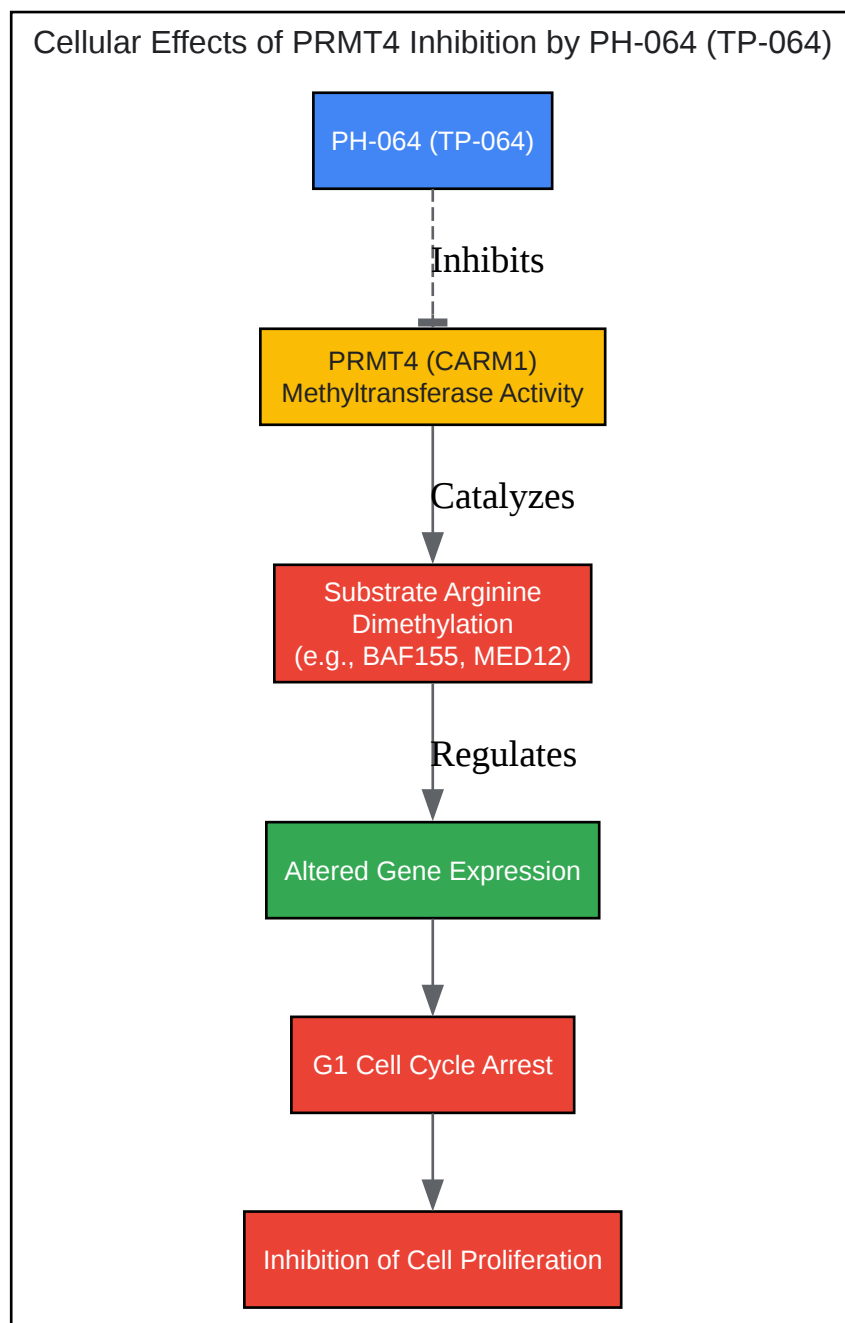 Cellular Effects of PRMT4 Inhibition by PH-064 (TP-064)
PH-064 (TP-064)
Inhibits
PRMT4 (CARM1)
Methyltransferase Activity
Catalyzes
Substrate Arginine
Dimethylation
(e.g., BAF155, MED12)
Regulates
Altered Gene Expression
G1 Cell Cycle Arrest
Inhibition of Cell Proliferation